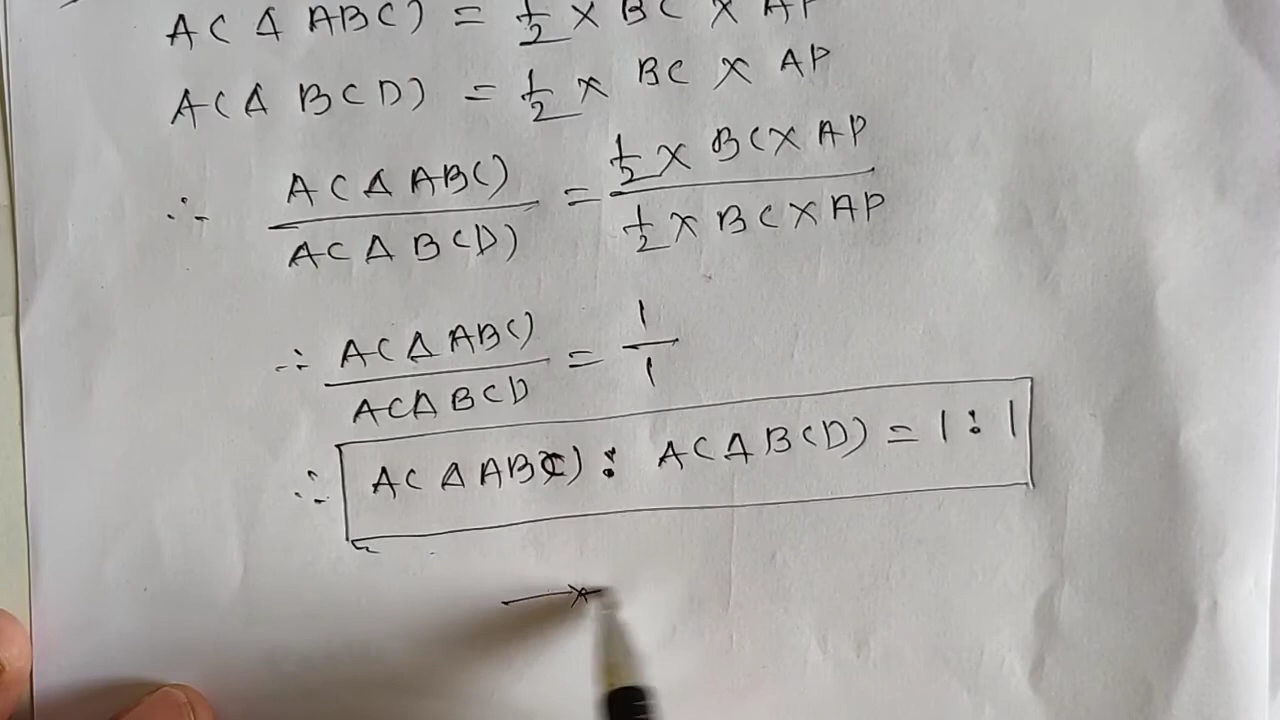 A(Δ ABC) = 1/2 × BC × AP
A(Δ BCD) = 1/2 × BC × AP
∴ A(Δ ABC) / A(Δ BCD) = 1/2 × BC × AP / 1/2 × BC × AP
∴ A(Δ ABC) / A(Δ BCD = 1 / 1
∴ A(Δ ABC) : A(Δ BCD) = 1 : 1